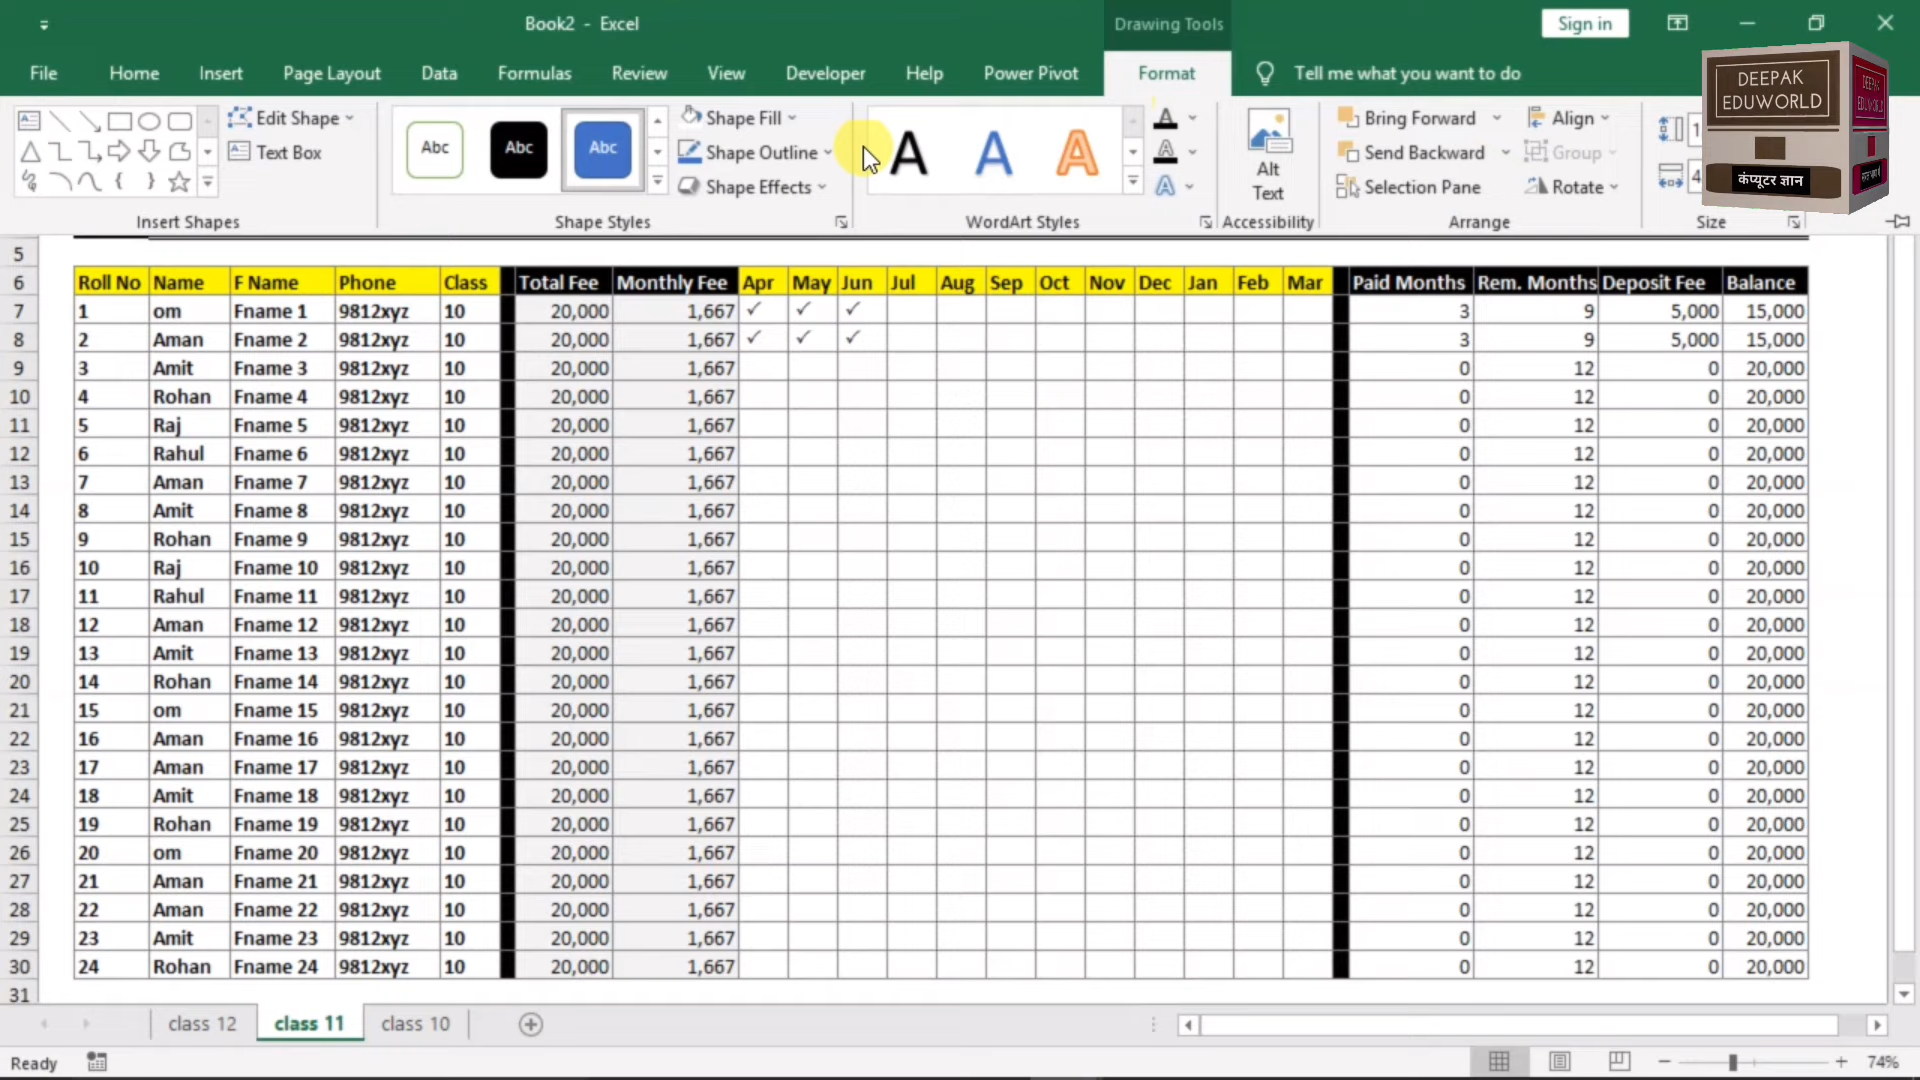 Book2 - Excel
Drawing Tools
Sign in
File Home Insert Page Layout Data Formulas Review View Developer Help Power Pivot Format Tell me what you want to do
DEEPAK EDUWORLD
कंप्यूटर ज्ञान
Edit Shape
Text Box
Insert Shapes
Abc Abc Abc
Shape Fill
Shape Outline
Shape Effects
Shape Styles
A A A
WordArt Styles
Alt Text
Accessibility
Bring Forward
Send Backward
Selection Pane
Align
Group
Rotate
Arrange
Size
5
6 Roll No Name F Name Phone Class Total Fee Monthly Fee Apr May Jun Jul Aug Sep Oct Nov Dec Jan Feb Mar Paid Months Rem. Months Deposit Fee Balance
7 1 om Fname 1 9812xyz 10 20,000 1,667 ✓ ✓ ✓ 3 9 5,000 15,000
8 2 Aman Fname 2 9812xyz 10 20,000 1,667 ✓ ✓ ✓ 3 9 5,000 15,000
9 3 Amit Fname 3 9812xyz 10 20,000 1,667 0 12 0 20,000
10 4 Rohan Fname 4 9812xyz 10 20,000 1,667 0 12 0 20,000
11 5 Raj Fname 5 9812xyz 10 20,000 1,667 0 12 0 20,000
12 6 Rahul Fname 6 9812xyz 10 20,000 1,667 0 12 0 20,000
13 7 Aman Fname 7 9812xyz 10 20,000 1,667 0 12 0 20,000
14 8 Amit Fname 8 9812xyz 10 20,000 1,667 0 12 0 20,000
15 9 Rohan Fname 9 9812xyz 10 20,000 1,667 0 12 0 20,000
16 10 Raj Fname 10 9812xyz 10 20,000 1,667 0 12 0 20,000
17 11 Rahul Fname 11 9812xyz 10 20,000 1,667 0 12 0 20,000
18 12 Aman Fname 12 9812xyz 10 20,000 1,667 0 12 0 20,000
19 13 Amit Fname 13 9812xyz 10 20,000 1,667 0 12 0 20,000
20 14 Rohan Fname 14 9812xyz 10 20,000 1,667 0 12 0 20,000
21 15 om Fname 15 9812xyz 10 20,000 1,667 0 12 0 20,000
22 16 Aman Fname 16 9812xyz 10 20,000 1,667 0 12 0 20,000
23 17 Aman Fname 17 9812xyz 10 20,000 1,667 0 12 0 20,000
24 18 Amit Fname 18 9812xyz 10 20,000 1,667 0 12 0 20,000
25 19 Rohan Fname 19 9812xyz 10 20,000 1,667 0 12 0 20,000
26 20 om Fname 20 9812xyz 10 20,000 1,667 0 12 0 20,000
27 21 Aman Fname 21 9812xyz 10 20,000 1,667 0 12 0 20,000
28 22 Aman Fname 22 9812xyz 10 20,000 1,667 0 12 0 20,000
29 23 Amit Fname 23 9812xyz 10 20,000 1,667 0 12 0 20,000
30 24 Rohan Fname 24 9812xyz 10 20,000 1,667 0 12 0 20,000
31
class 12 class 11 class 10
Ready 74%